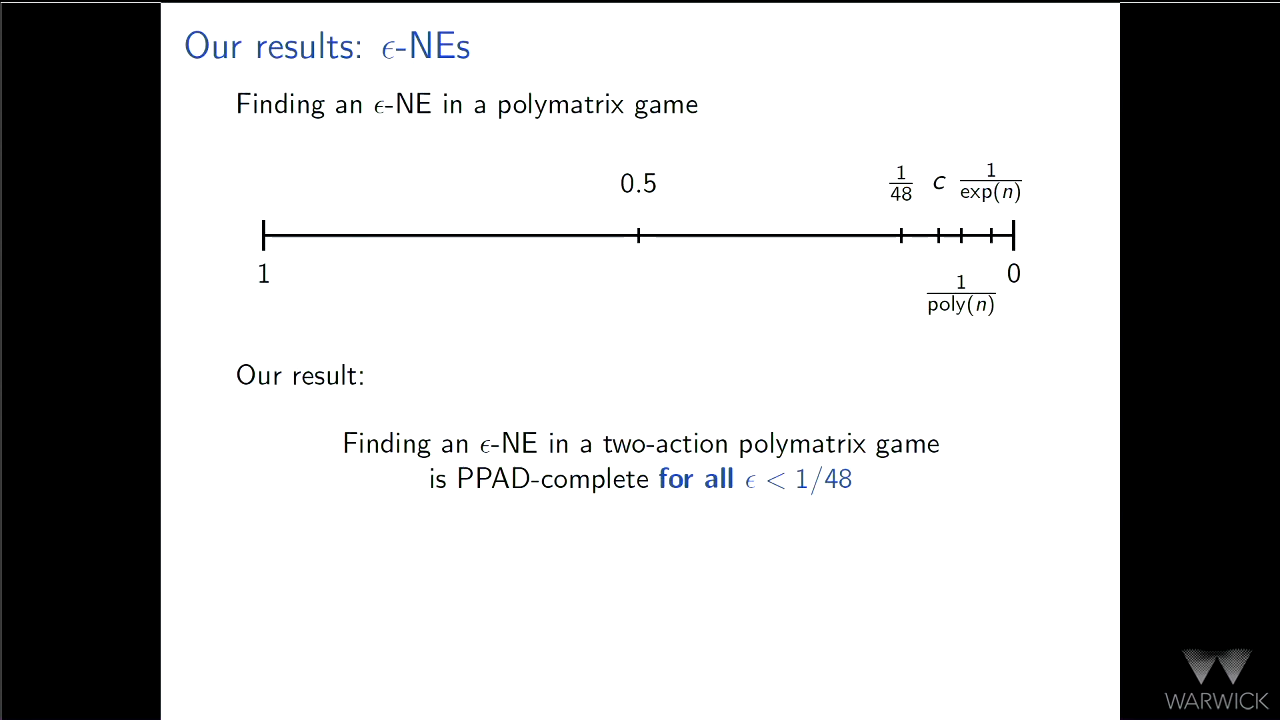 Our results: ϵ-NEs
Finding an ϵ-NE in a polymatrix game
0.5
1/48
c
1/exp(n)
1
1/poly(n)
0
Our result:
Finding an ϵ-NE in a two-action polymatrix game
is PPAD-complete for all ϵ < 1/48
WARWICK